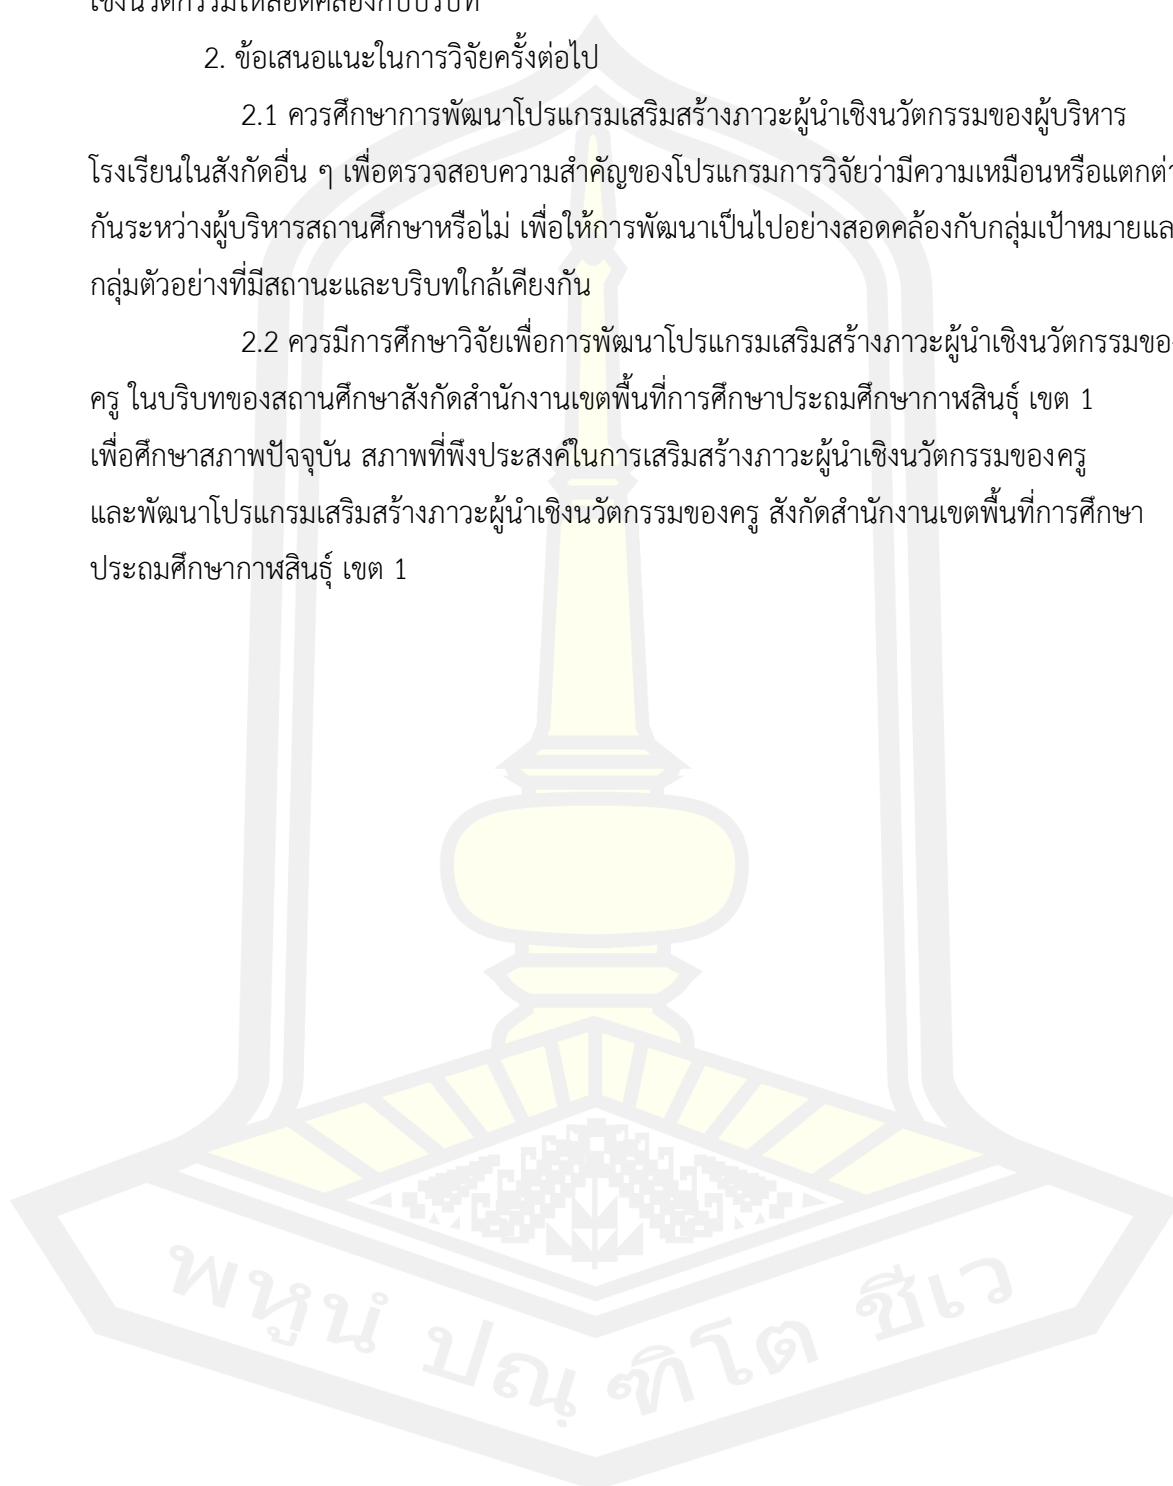 เชิงนวัตกรรมให้สอดคล้องกับบริบท
2. ข้อเสนอแนะในการวิจัยครั้งต่อไป
2.1 ควรศึกษาการพัฒนาโปรแกรมเสริมสร้างภาวะผู้นำเชิงนวัตกรรมของผู้บริหาร
โรงเรียนในสังกัดอื่น ๆ เพื่อตรวจสอบความสำคัญของโปรแกรมการวิจัยว่ามีความเหมือนหรือแตกต่า
กันระหว่างผู้บริหารสถานศึกษาหรือไม่ เพื่อให้การพัฒนาเป็นไปอย่างสอดคล้องกับกลุ่มเป้าหมายแล
กลุ่มตัวอย่างที่มีสถานะและบริบทใกล้เคียงกัน
2.2 ควรมีการศึกษาวิจัยเพื่อการพัฒนาโปรแกรมเสริมสร้างภาวะผู้นำเชิงนวัตกรรมขอ
ครู ในบริบทของสถานศึกษาสังกัดสำนักงานเขตพื้นที่การศึกษาประถมศึกษากาฬสินธุ์ เขต 1
เพื่อศึกษาสภาพปัจจุบัน สภาพที่พึงประสงค์ในการเสริมสร้างภาวะผู้นำเชิงนวัตกรรมของครู
และพัฒนาโปรแกรมเสริมสร้างภาวะผู้นำเชิงนวัตกรรมของครู สังกัดสำนักงานเขตพื้นที่การศึกษา
ประถมศึกษากาฬสินธุ์ เขต 1
พหูนํ ปณฺฑิโต ชีเว